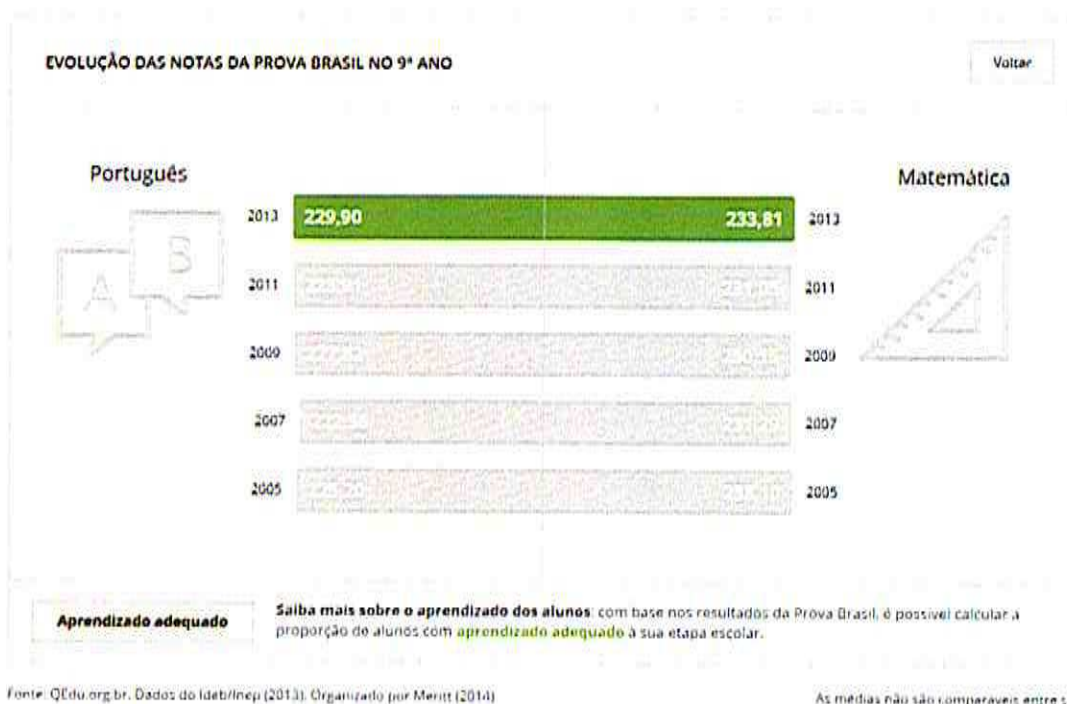 EVOLUÇÃO DAS NOTAS DA PROVA BRASIL NO 9º ANO
Voltar
Português
Matemática
A
B
2013 229,90 233,81 2013
2011 2011
2009 2009
2007 2007
2005 2005
Aprendizado adequado
Saiba mais sobre o aprendizado dos alunos: com base nos resultados da Prova Brasil, é possível calcular a
proporção de alunos com aprendizado adequado à sua etapa escolar.
Fonte: QEdu.org.br. Dados do Ideb/Inep (2013). Organizado por Meritt (2014)
As médias não são comparáveis entre s